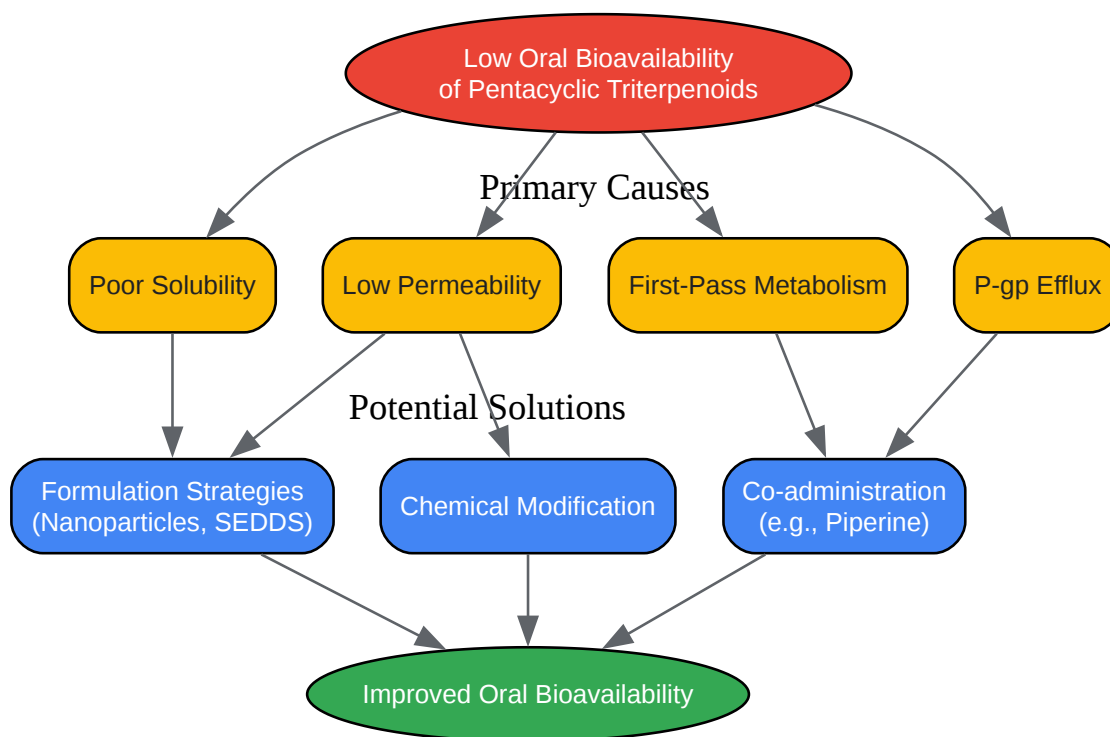 Low Oral Bioavailability
of Pentacyclic Triterpenoids
Primary Causes
Poor Solubility
Low Permeability
First-Pass Metabolism
P-gp Efflux
Potential Solutions
Formulation Strategies
(Nanoparticles, SEDDS)
Chemical Modification
Co-administration
(e.g., Piperine)
Improved Oral Bioavailability